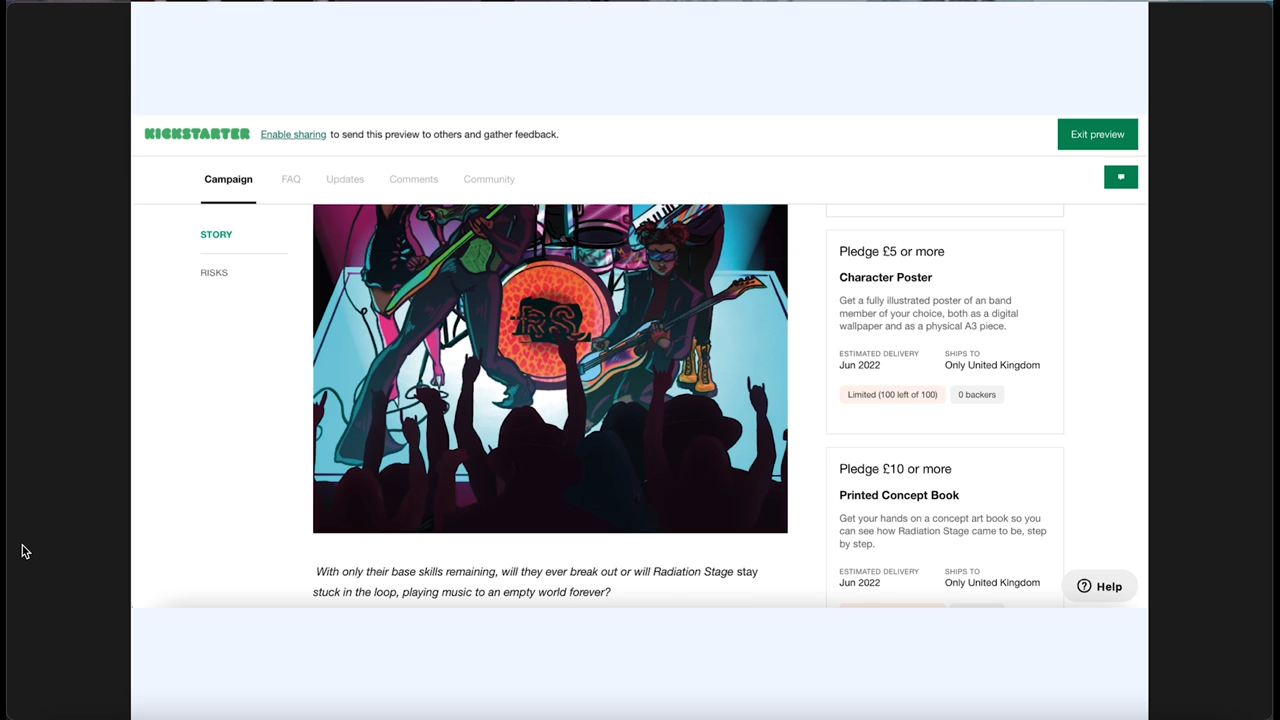 KICKSTARTER Enable sharing to send this preview to others and gather feedback. Exit preview
Campaign FAQ Updates Comments Community
STORY
RISKS
RS
With only their base skills remaining, will they ever break out or will Radiation Stage stay
stuck in the loop, playing music to an empty world forever?
Pledge £5 or more
Character Poster
Get a fully illustrated poster of an band
member of your choice, both as a digital
wallpaper and as a physical A3 piece.
ESTIMATED DELIVERY SHIPS TO
Jun 2022 Only United Kingdom
Limited (100 left of 100) 0 backers
Pledge £10 or more
Printed Concept Book
Get your hands on a concept art book so you
can see how Radiation Stage came to be, step
by step.
ESTIMATED DELIVERY SHIPS TO
Jun 2022 Only United Kingdom
Help